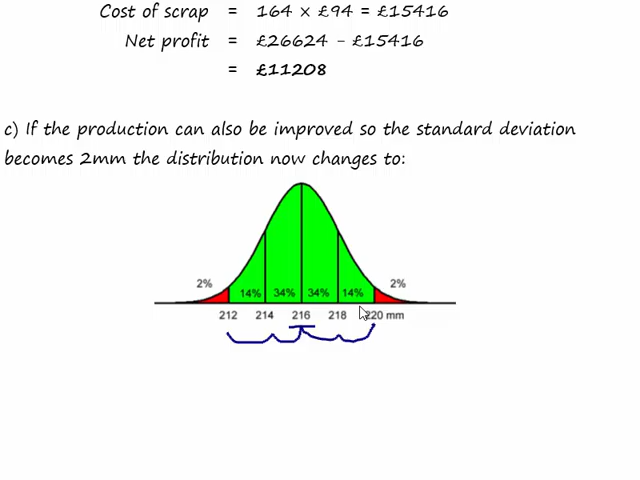 Cost of scrap = 164 × £94 = £15416
Net profit = £26624 - £15416
= £11208
c) If the production can also be improved so the standard deviation
becomes 2mm the distribution now changes to:
2% 2%
14% 34% 34% 14%
212 214 216 218 220 mm